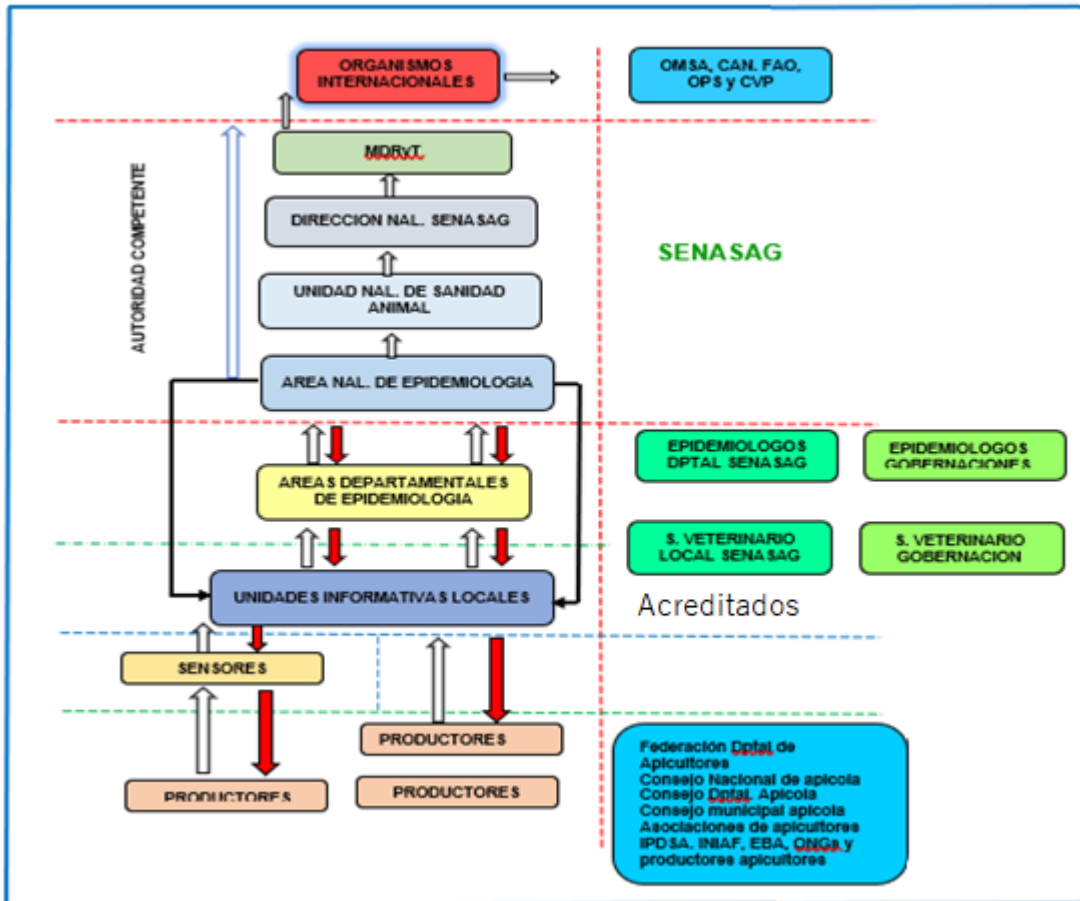 ORGANISMOS
INTERNACIONALES
OMSA, CAN. FAO,
OPS y CVP
MDRyT.
DIRECCION NAL. SENASAG
AUTORIDAD COMPETENTE
SENASAG
UNIDAD NAL. DE SANIDAD
ANIMAL
AREA NAL. DE EPIDEMIOLOGIA
EPIDEMIOLOGOS
DPTAL SENASAG
EPIDEMIOLOGOS
GOBERNACIONES
AREAS DEPARTAMENTALES
DE EPIDEMIOLOGIA
S. VETERINARIO
LOCAL SENASAG
S. VETERINARIO
GOBERNACION
UNIDADES INFORMATIVAS LOCALES
Acreditados
SENSORES
PRODUCTORES
PRODUCTORES
PRODUCTORES
Federación Dptal de
Apicultores
Consejo Nacional de apicola
Consejo Dptal. Apicola
Consejo municipal apicola
Asociaciones de apicultores
IPDSA. INIAF, EBA, ONGs y
productores apicultores